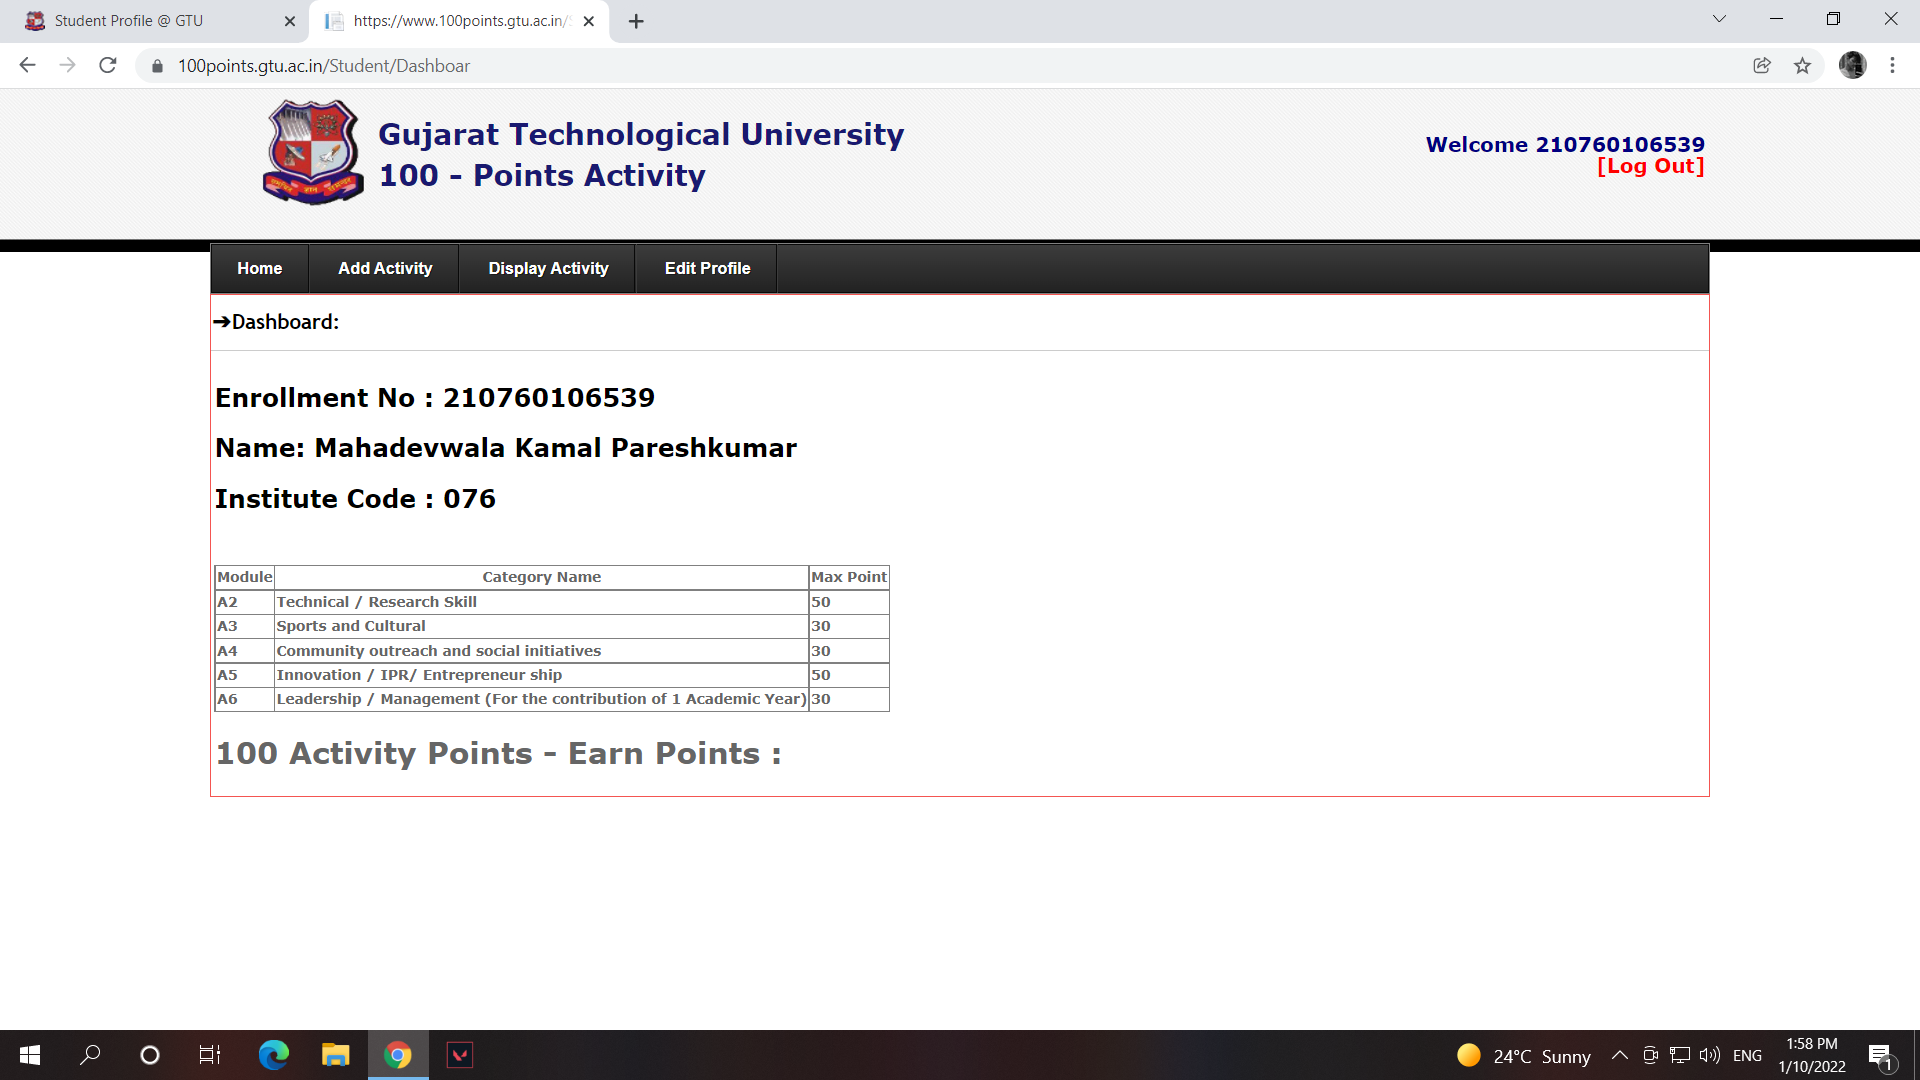 Student Profile @ GTU
https://www.100points.gtu.ac.in/
100points.gtu.ac.in/Student/Dashboar
Gujarat Technological University
100 - Points Activity
Welcome 210760106539
[Log Out]
Home Add Activity Display Activity Edit Profile
➔Dashboard:
Enrollment No : 210760106539
Name: Mahadevwala Kamal Pareshkumar
Institute Code : 076
Module Category Name Max Point
A2 Technical / Research Skill 50
A3 Sports and Cultural 30
A4 Community outreach and social initiatives 30
A5 Innovation / IPR/ Entrepreneur ship 50
A6 Leadership / Management (For the contribution of 1 Academic Year) 30
100 Activity Points - Earn Points :
24°C Sunny ENG
1:58 PM
1/10/2022
1